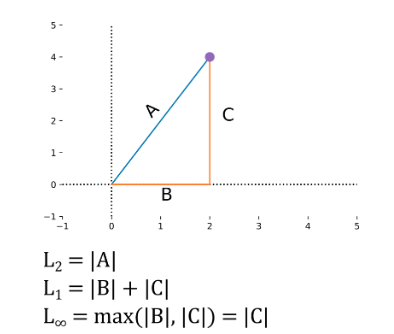 5
4
A
3
C
2
1
0
B
−1
−1 0 1 2 3 4 5
L₂ = |A|
L₁ = |B| + |C|
L∞ = max(|B|, |C|) = |C|